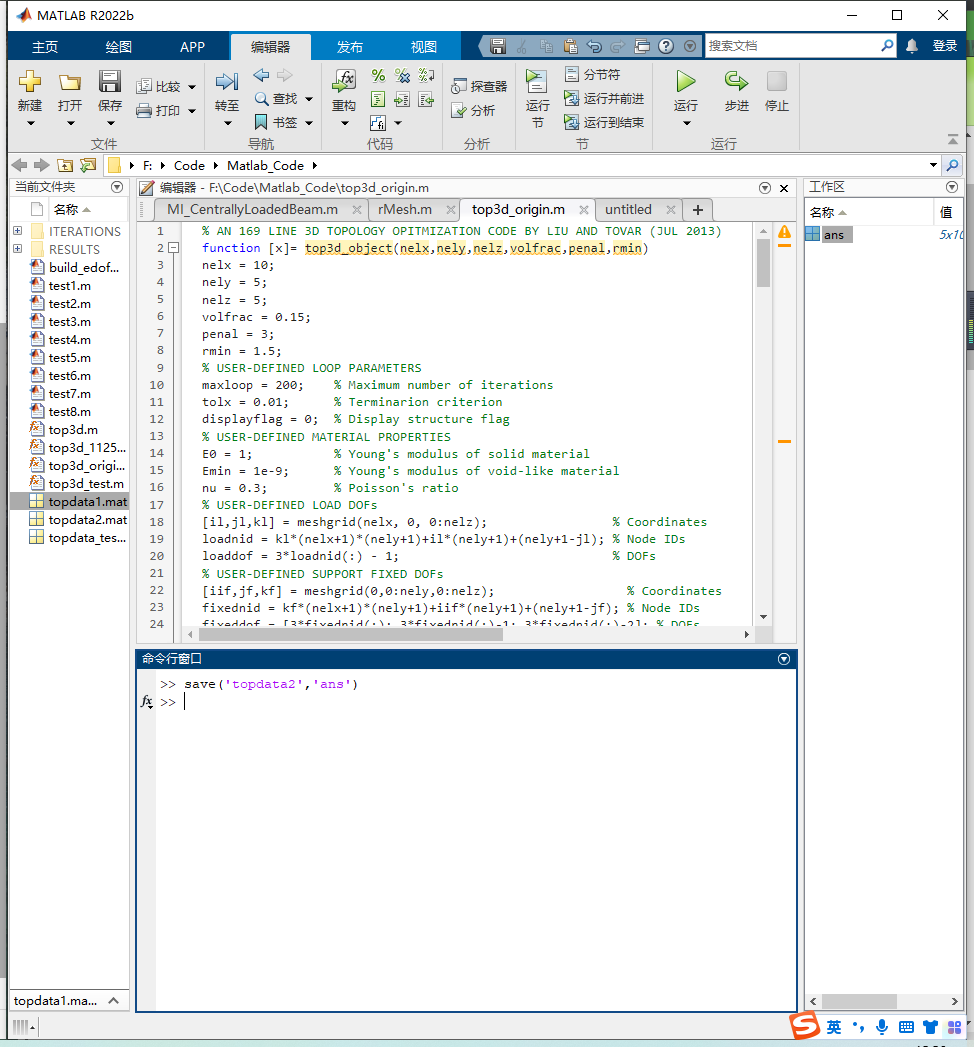 MATLAB R2022b
主页 绘图 APP 编辑器 发布 视图 搜索文档 登录
新建 打开 保存 比较 打印 转至 查找 书签 重构 探查器 分析 运行节 分节符 运行并前进 运行到结束 运行 步进 停止
文件 导航 代码 分析 节 运行
F: Code Matlab_Code
当前文件夹
名称
ITERATIONS
RESULTS
build_edof...
test1.m
test2.m
test3.m
test4.m
test5.m
test6.m
test7.m
test8.m
top3d.m
top3d_1125...
top3d_origi...
top3d_test.m
topdata1.mat
topdata2.mat
topdata_tes...
topdata1.ma...
编辑器 - F:\Code\Matlab_Code\top3d_origin.m
MI_CentrallyLoadedBeam.m rMesh.m top3d_origin.m untitled
1 % AN 169 LINE 3D TOPOLOGY OPITMIZATION CODE BY LIU AND TOVAR (JUL 2013)
2 function [x]= top3d_object(nelx,nely,nelz,volfrac,penal,rmin)
3 nelx = 10;
4 nely = 5;
5 nelz = 5;
6 volfrac = 0.15;
7 penal = 3;
8 rmin = 1.5;
9 % USER-DEFINED LOOP PARAMETERS
10 maxloop = 200; % Maximum number of iterations
11 tolx = 0.01; % Terminarion criterion
12 displayflag = 0; % Display structure flag
13 % USER-DEFINED MATERIAL PROPERTIES
14 E0 = 1; % Young's modulus of solid material
15 Emin = 1e-9; % Young's modulus of void-like material
16 nu = 0.3; % Poisson's ratio
17 % USER-DEFINED LOAD DOFs
18 [il,jl,kl] = meshgrid(nelx, 0, 0:nelz); % Coordinates
19 loadnid = kl*(nelx+1)*(nely+1)+il*(nely+1)+(nely+1-jl); % Node IDs
20 loaddof = 3*loadnid(:) - 1; % DOFs
21 % USER-DEFINED SUPPORT FIXED DOFs
22 [iif,jf,kf] = meshgrid(0,0:nely,0:nelz); % Coordinates
23 fixednid = kf*(nelx+1)*(nely+1)+iif*(nely+1)+(nely+1-jf); % Node IDs
24 fixeddof = [3*fixednid(:); 3*fixednid(:)-1; 3*fixednid(:)-2]; % DOFs
命令行窗口
>> save('topdata2','ans')
fx >>
工作区
名称 值
ans 5x10
英